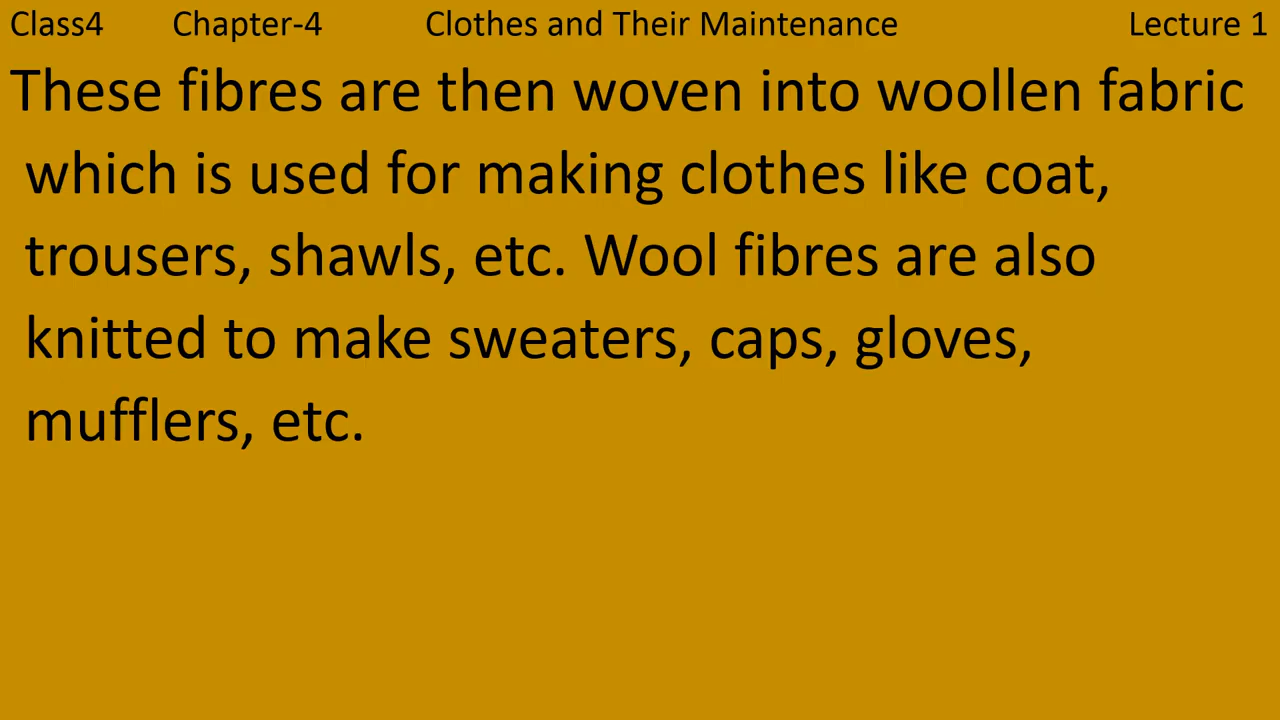 Class4 Chapter-4 Clothes and Their Maintenance Lecture 1
These fibres are then woven into woollen fabric
which is used for making clothes like coat,
trousers, shawls, etc. Wool fibres are also
knitted to make sweaters, caps, gloves,
mufflers, etc.